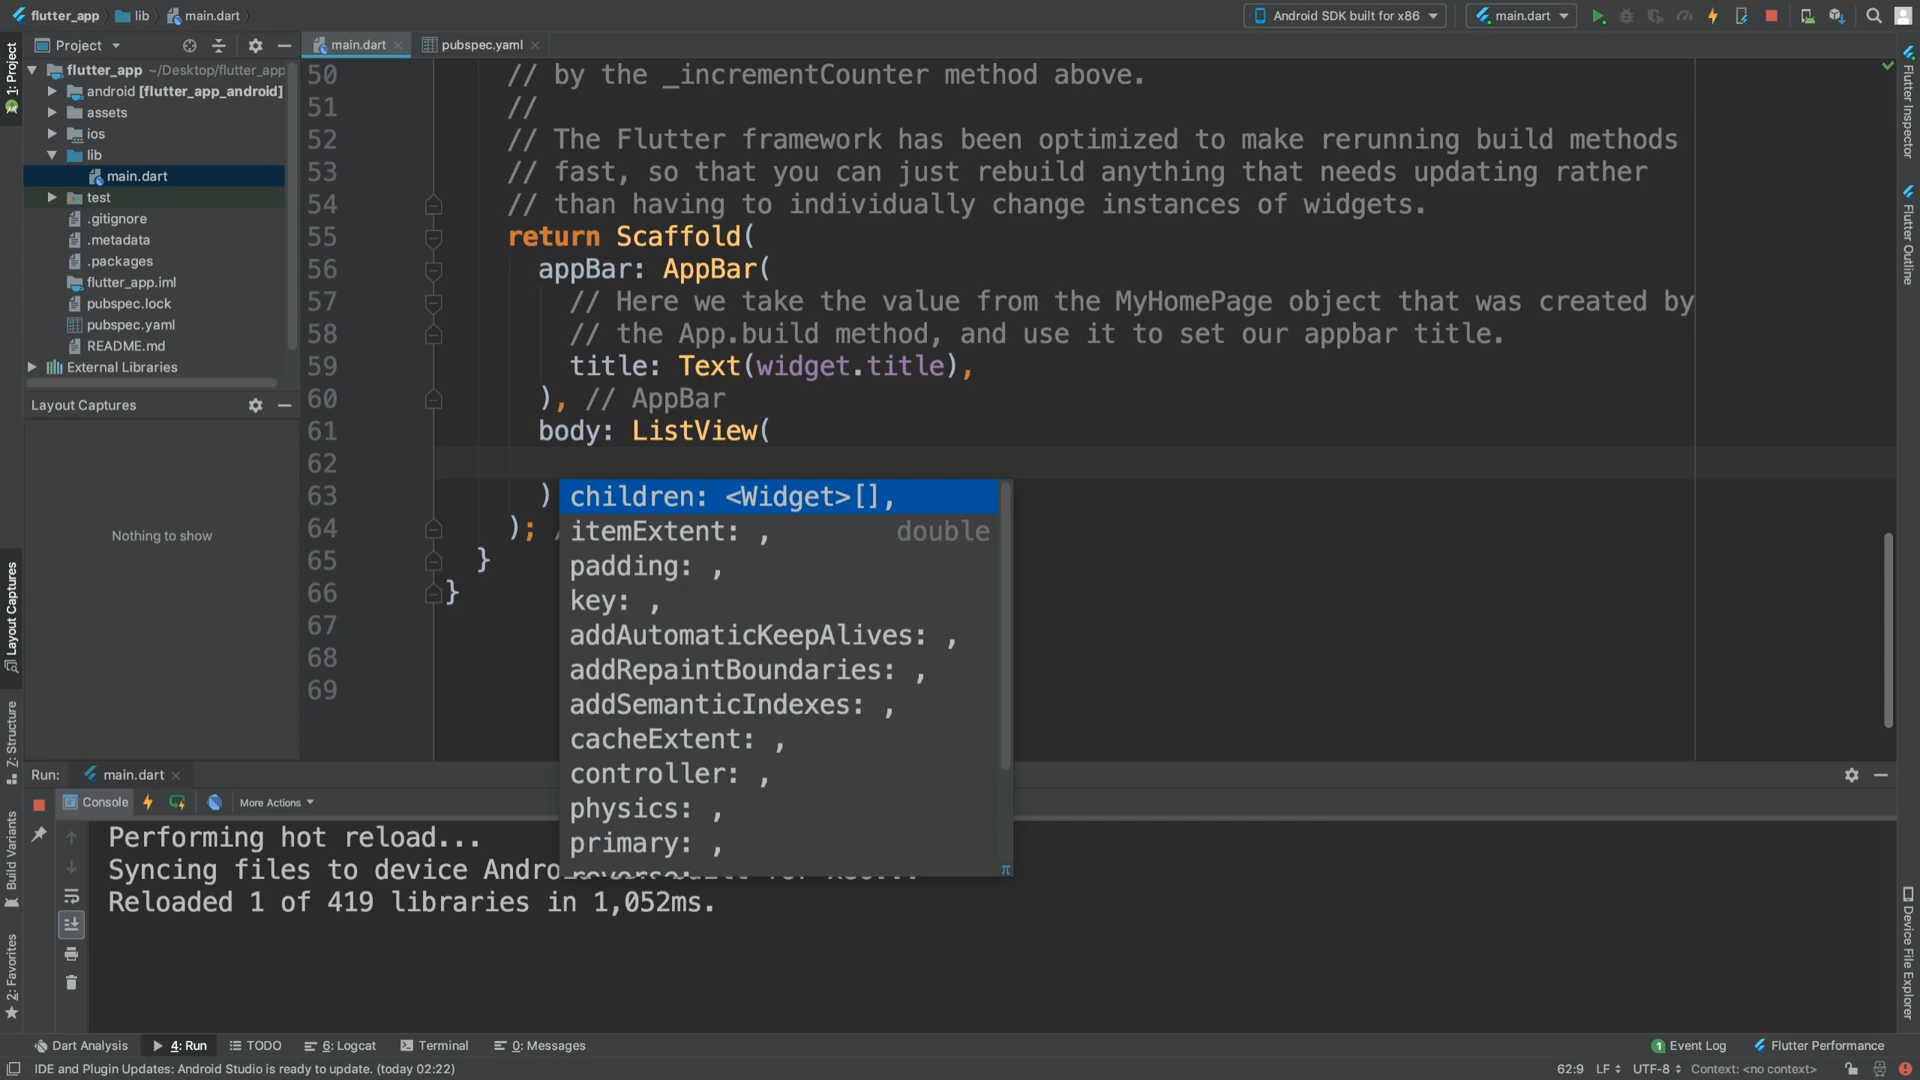 flutter_app
lib
main.dart
Android SDK built for x86
main.dart
1: Project
Project
main.dart
pubspec.yaml
flutter_app ~/Desktop/flutter_app
android [flutter_app_android]
assets
ios
lib
main.dart
test
.gitignore
.metadata
.packages
flutter_app.iml
pubspec.lock
pubspec.yaml
README.md
External Libraries
Layout Captures
Nothing to show
Layout Captures
Z: Structure
Build Variants
2: Favorites
50 // by the _incrementCounter method above.
51 //
52 // The Flutter framework has been optimized to make rerunning build methods
53 // fast, so that you can just rebuild anything that needs updating rather
54 // than having to individually change instances of widgets.
55 return Scaffold(
56 appBar: AppBar(
57 // Here we take the value from the MyHomePage object that was created by
58 // the App.build method, and use it to set our appbar title.
59 title: Text(widget.title),
60 ), // AppBar
61 body: ListView(
62
63 )
64 );
65 }
66 }
67
68
69
children: <Widget>[],
itemExtent: , double
padding: ,
key: ,
addAutomaticKeepAlives: ,
addRepaintBoundaries: ,
addSemanticIndexes: ,
cacheExtent: ,
controller: ,
physics: ,
primary: ,
π
Flutter Inspector
Flutter Outline
Device File Explorer
Run: main.dart
Console
More Actions
Performing hot reload...
Syncing files to device
Reloaded 1 of 419 libraries in 1,052ms.
Dart Analysis
4: Run
TODO
6: Logcat
Terminal
0: Messages
1 Event Log
Flutter Performance
IDE and Plugin Updates: Android Studio is ready to update. (today 02:22)
62:9 LF UTF-8 Context: <no context>